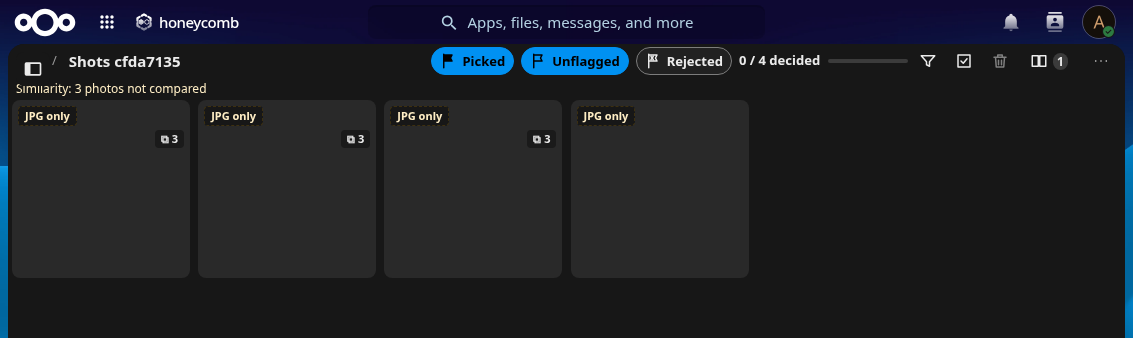 honeycomb
Apps, files, messages, and more
A
/ Shots cfda7135
Picked
Unflagged
Rejected
0 / 4 decided
1
Similarity: 3 photos not compared
JPG only
3
JPG only
3
JPG only
3
JPG only